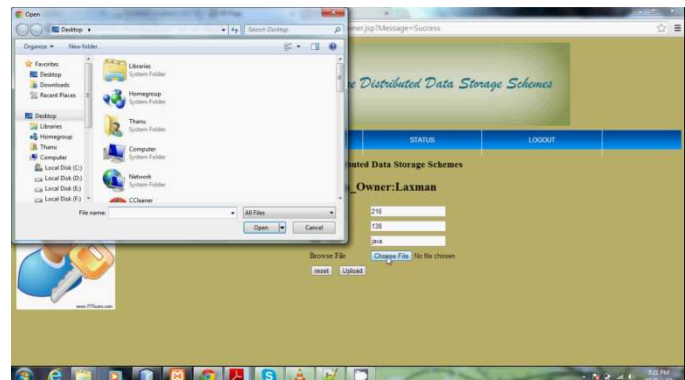 Open
Desktop
Search Desktop
ner.jsp?Message=Success
Organize
New folder
Favorites
Desktop
Downloads
Recent Places
Desktop
Libraries
Homegroup
Thanu
Computer
Local Disk (C:)
Local Disk (D:)
Local Disk (E:)
Local Disk (F:)
Libraries
System Folder
Homegroup
System Folder
Thanu
System Folder
Computer
System Folder
Network
System Folder
CCleaner
File name:
All Files
Open
Cancel
e Distributed Data Storage Schemes
STATUS
LOGOUT
buted Data Storage Schemes
_Owner:Laxman
216
138
java
Browse File
Choose File
No file chosen
reset
Upload
7:21 PM